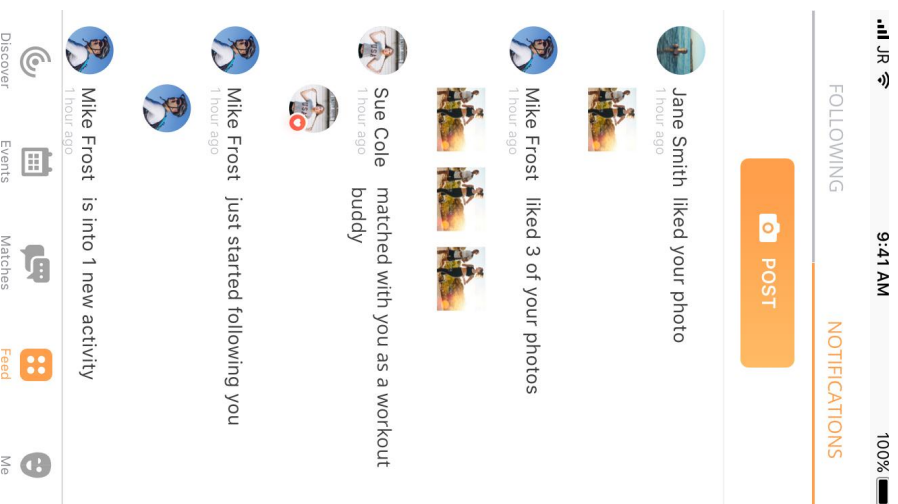 JR 9:41 AM 100%
FOLLOWING NOTIFICATIONS
POST
Jane Smith liked your photo
1 hour ago
Mike Frost liked 3 of your photos
1 hour ago
Sue Cole matched with you as a workout
buddy
1 hour ago
Mike Frost just started following you
1 hour ago
Mike Frost is into 1 new activity
1 hour ago
Discover Events Matches Feed Me